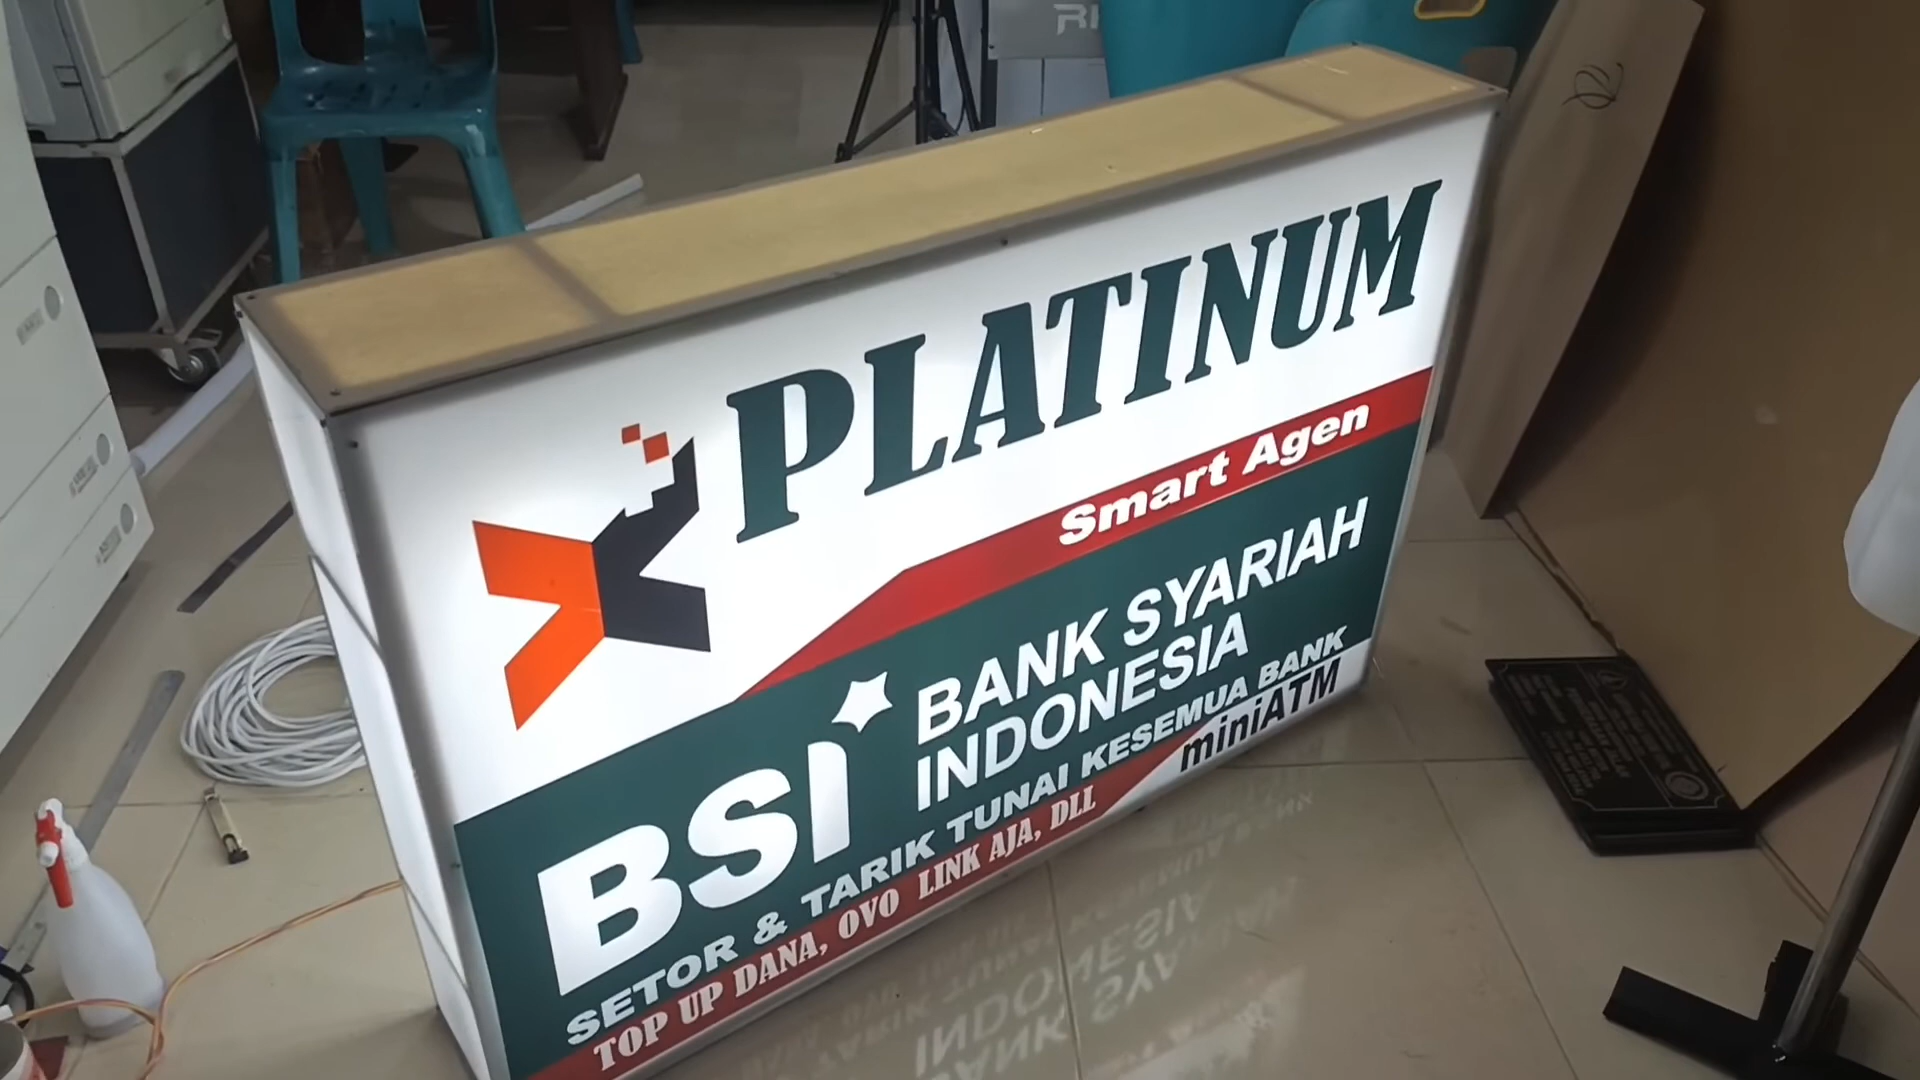 PLATINUM
Smart Agen
BSI
BANK SYARIAH
INDONESIA
SETOR & TARIK TUNAI KESEMUA BANK
miniATM
TOP UP DANA, OVO LINK AJA, DLL